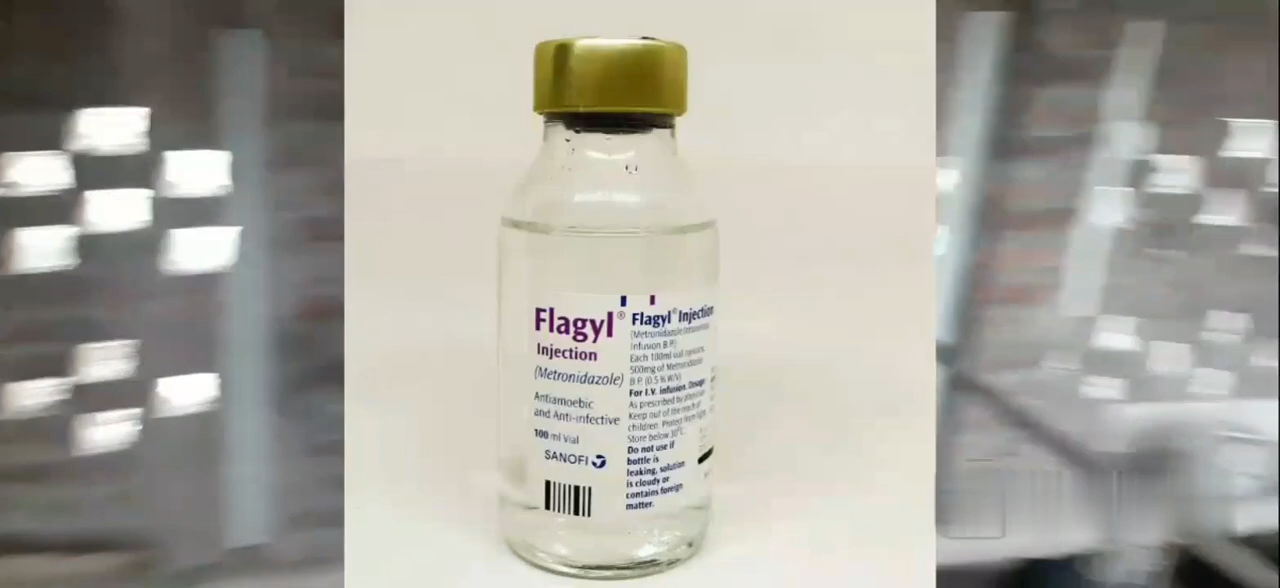 Flagyl®
Injection
(Metronidazole)
Antiamoebic
and Anti-infective
100 ml Vial
SANOFI
Flagyl® Injection
(Metronidazole
Infusion B.P.)
Each 100ml vial contains
500mg of Metronidazole
B.P. (0.5 % W/V)
For I.V. infusion. Dosage:
As prescribed by
Keep out of the reach of
children. Protect from light.
Store below 30°C.
Do not use if
bottle is
leaking, solution
is cloudy or
contains foreign
matter.